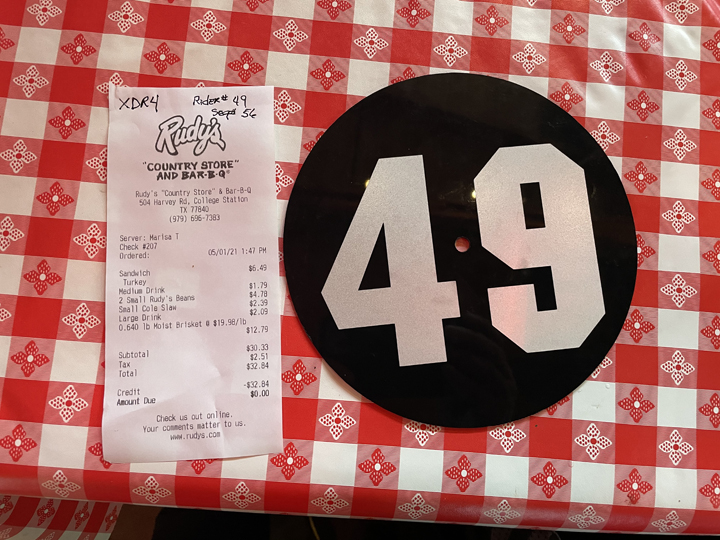 XDR4 Rider# 49
Seq# 56
Rudy's
"COUNTRY STORE"
AND BAR-B-Q®
Rudy's "Country Store" & Bar-B-Q
504 Harvey Rd, College Station
TX 77840
(979) 696-7383
Server: Marisa T
Check #207
Ordered: 05/01/21 1:47 PM
Sandwich $6.49
Turkey
Medium Drink $1.79
2 Small Rudy's Beans $4.78
Small Cole Slaw $2.39
Large Drink $2.09
0.640 lb Moist Brisket @ $19.98/lb
$12.79
Subtotal $30.33
Tax $2.51
Total $32.84
Credit -$32.84
Amount Due $0.00
Check us out online.
Your comments matter to us.
www.rudys.com
49